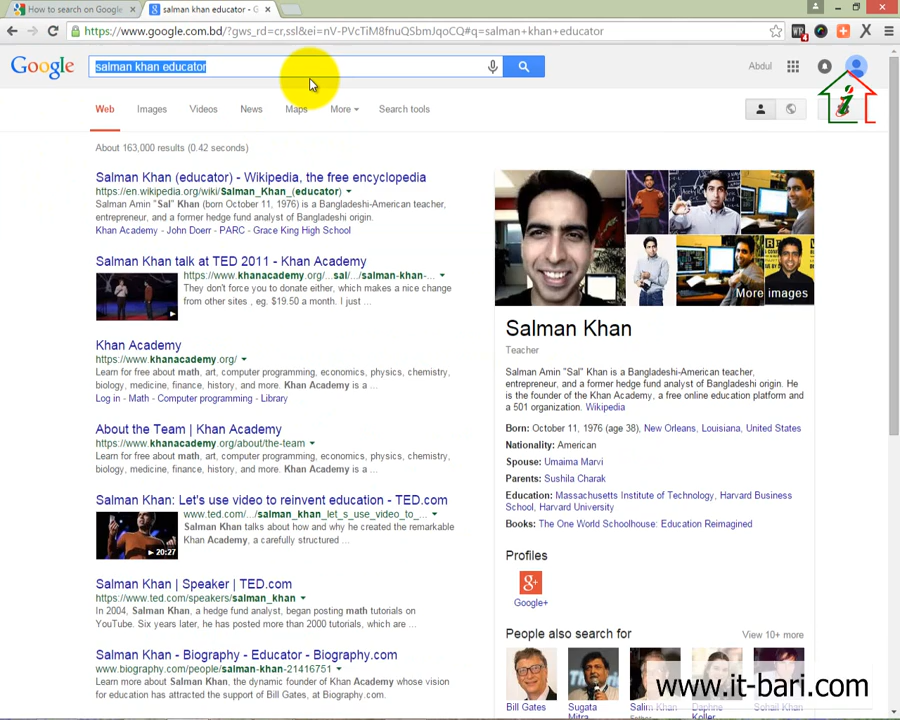 How to search on Google
salman khan educator - G
https://www.google.com.bd/?gws_rd=cr,ssl&ei=nV-PVcTiM8fnuQSbmJqoCQ#q=salman+khan+educator
Google
salman khan educator
Abdul
Web Images Videos News Maps More Search tools
About 163,000 results (0.42 seconds)
Salman Khan (educator) - Wikipedia, the free encyclopedia
https://en.wikipedia.org/wiki/Salman_Khan_(educator)
Salman Amin "Sal" Khan (born October 11, 1976) is a Bangladeshi-American teacher,
entrepreneur, and a former hedge fund analyst of Bangladeshi origin.
Khan Academy - John Doerr - PARC - Grace King High School
Salman Khan talk at TED 2011 - Khan Academy
https://www.khanacademy.org/.../sal/.../salman-khan-...
They don't force you to donate either, which makes a nice change
from other sites , eg. $19.50 a month. I just ...
Khan Academy
https://www.khanacademy.org/
Learn for free about math, art, computer programming, economics, physics, chemistry,
biology, medicine, finance, history, and more. Khan Academy is a ...
Log in - Math - Computer programming - Library
About the Team | Khan Academy
https://www.khanacademy.org/about/the-team
Learn for free about math, art, computer programming, economics, physics, chemistry,
biology, medicine, finance, history, and more. Khan Academy is a ...
Salman Khan: Let's use video to reinvent education - TED.com
www.ted.com/.../salman_khan_let_s_use_video_to_...
20:27
Salman Khan talks about how and why he created the remarkable
Khan Academy, a carefully structured ...
Salman Khan | Speaker | TED.com
https://www.ted.com/speakers/salman_khan
In 2004, Salman Khan, a hedge fund analyst, began posting math tutorials on
YouTube. Six years later, he has posted more than 2000 tutorials, which are ...
Salman Khan - Biography - Educator - Biography.com
www.biography.com/people/salman-khan-21416751
Learn more about Salman Khan, the dynamic founder of Khan Academy whose vision
for education has attracted the support of Bill Gates, at Biography.com.
More images
Salman Khan
Teacher
Salman Amin "Sal" Khan is a Bangladeshi-American teacher,
entrepreneur, and a former hedge fund analyst of Bangladeshi origin. He
is the founder of the Khan Academy, a free online education platform and
a 501 organization. Wikipedia
Born: October 11, 1976 (age 38), New Orleans, Louisiana, United States
Nationality: American
Spouse: Umaima Marvi
Parents: Sushila Charak
Education: Massachusetts Institute of Technology, Harvard Business
School, Harvard University
Books: The One World Schoolhouse: Education Reimagined
Profiles
Google+
People also search for
View 10+ more
Bill Gates
Sugata
Mitra
Salim Khan
Daphne
Koller
Sohail Khan
www.it-bari.com